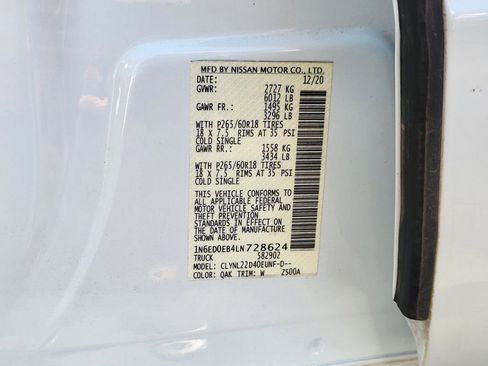 MFD BY NISSAN MOTOR CO., LTD.
DATE: 12/20
GVWR: 2727 KG
6012 LB
GAWR FR.: 1495 KG
3296 LB
WITH P265/60R18 TIRES
18 X 7.5 RIMS AT 35 PSI
COLD SINGLE
GAWR RR.: 1558 KG
3434 LB
WITH P265/60R18 TIRES
18 X 7.5 RIMS AT 35 PSI
COLD SINGLE
THIS VEHICLE CONFORMS TO
ALL APPLICABLE FEDERAL
MOTOR VEHICLE SAFETY AND
THEFT PREVENTION
STANDARDS IN EFFECT ON
THE DATE OF MANUFACTURE
SHOWN ABOVE.
1N6ED0EB4LN728624
TRUCK 582902
MODEL: CLYNL22D40EUNF-D--
COLOR: QAK TRIM: W 2500A